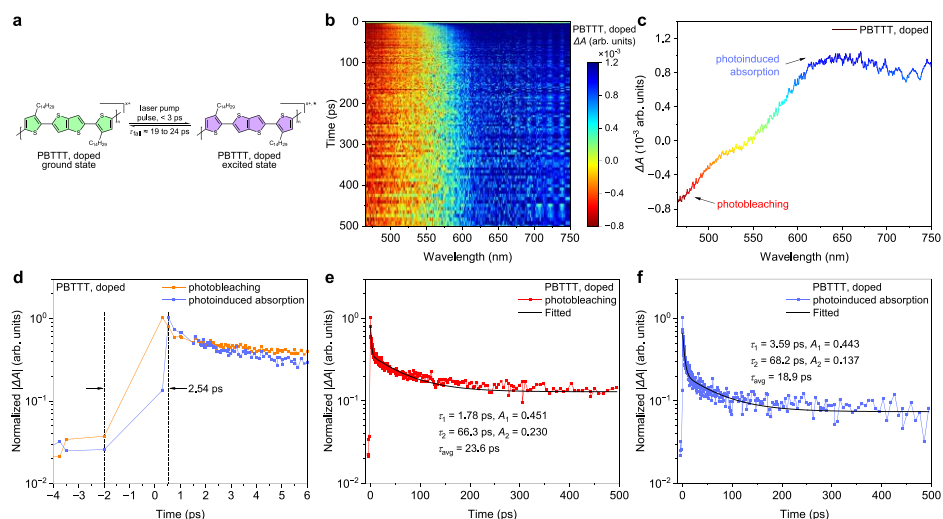 a
C₁₄H₂₉
C₁₄H₂₉
PBTTT, doped
ground state
laser pump
pulse, < 3 ps
τfall ≈ 19 to 24 ps
C₁₄H₂₉
C₁₄H₂₉
PBTTT, doped
excited state
b
PBTTT, doped
ΔA (arb. units)
×10⁻³
1.2
1.0
0.8
0.6
0.4
0.2
0.0
−0.2
−0.4
−0.6
−0.8
Time (ps)
0
100
200
300
400
500
500 550 600 650 700 750
Wavelength (nm)
c
PBTTT, doped
photoinduced
absorption
photobleaching
ΔA (10⁻³ arb. units)
1.2
0.8
0.4
0.0
−0.4
−0.8
500 550 600 650 700 750
Wavelength (nm)
d
PBTTT, doped
photobleaching
photoinduced absorption
2,54 ps
Normalized |ΔA| (arb. units)
10⁰
10⁻¹
10⁻²
−4 −3 −2 −1 0 1 2 3 4 5 6
Time (ps)
e
PBTTT, doped
photobleaching
Fitted
τ₁ = 1.78 ps, A₁ = 0.451
τ₂ = 66.3 ps, A₂ = 0.230
τavg = 23.6 ps
Normalized |ΔA| (arb. units)
10⁰
10⁻¹
10⁻²
0 100 200 300 400 500
Time (ps)
f
PBTTT, doped
photoinduced absorption
Fitted
τ₁ = 3.59 ps, A₁ = 0.443
τ₂ = 68.2 ps, A₂ = 0.137
τavg = 18.9 ps
Normalized |ΔA| (arb. units)
10⁰
10⁻¹
10⁻²
0 100 200 300 400 500
Time (ps)